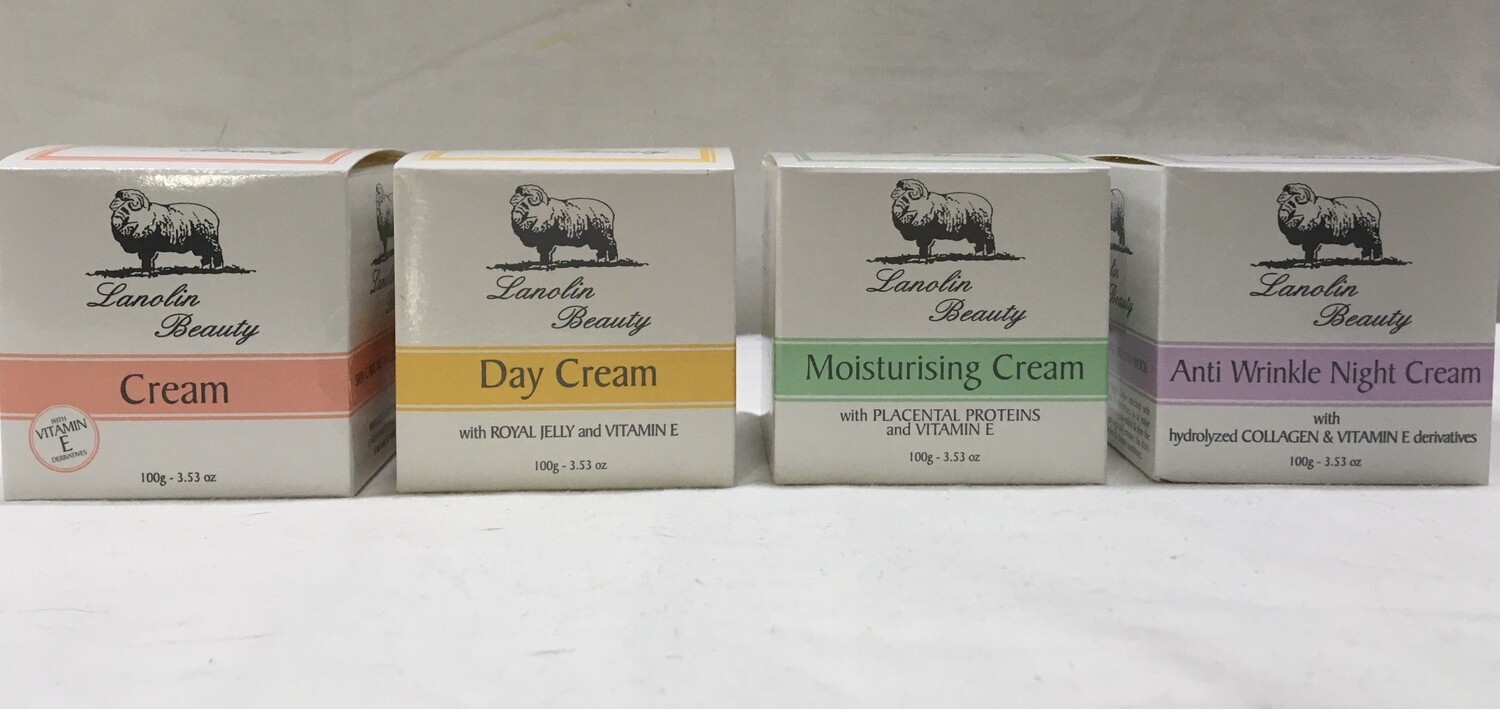 Lanolin
Beauty
Cream
WITH
VITAMIN
E
DERIVATIVES
100g - 3.53 oz
Lanolin
Beauty
Day Cream
with ROYAL JELLY and VITAMIN E
100g - 3.53 oz
Lanolin
Beauty
Moisturising Cream
with PLACENTAL PROTEINS
and VITAMIN E
100g - 3.53 oz
Beauty
Lanolin
Beauty
Anti Wrinkle Night Cream
with
hydrolyzed COLLAGEN & VITAMIN E derivatives
100g - 3.53 oz